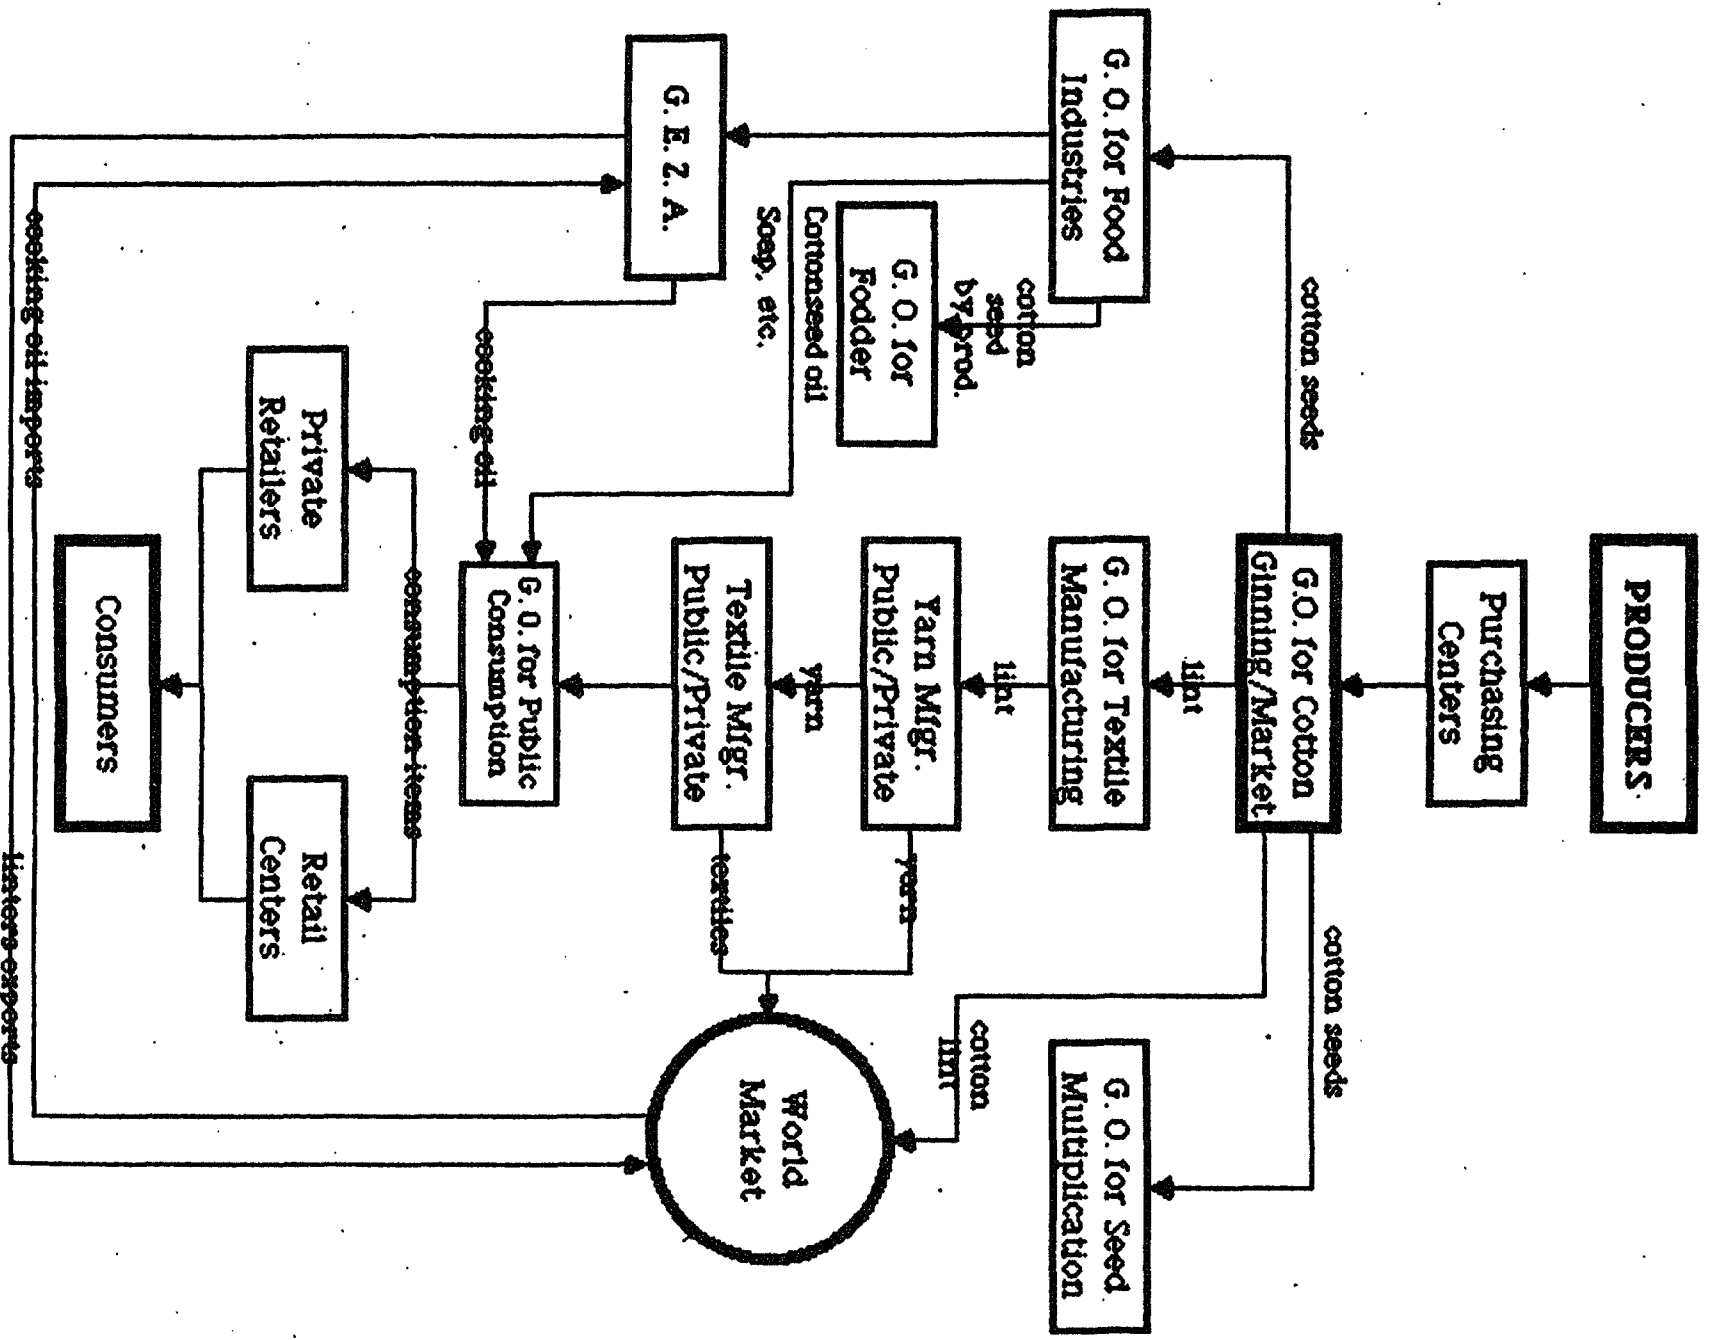 PRODUCERS
Purchasing
Centers
G.O. for Cotton
Ginning/Market
cotton seeds
cotton seeds
lint
cotton
lint
G. O. for Food
Industries
G. O. for Textile
Manufacturing
G. O. for Seed
Multiplication
cotton
seed
by prod.
lint
G. O. for
Fodder
Yarn Mfgr.
Public/Private
yarn
yarn
Cottonseed oil
Soap, etc.
G. E. Z. A.
Textile Mfgr.
Public/Private
textiles
World
Market
cooking oil
G. O. for Public
Consumption
consumption items
Private
Retailers
Retail
Centers
Consumers
cooking oil imports
linters exports